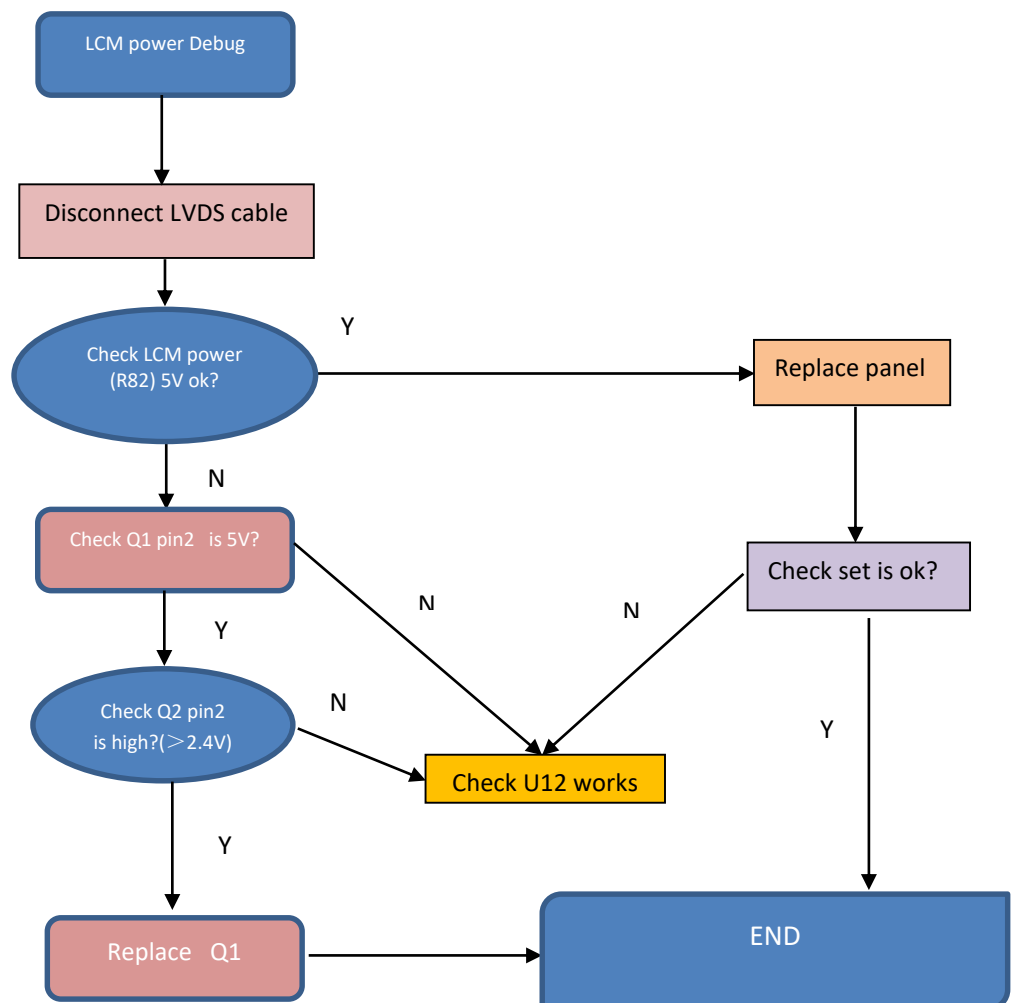 LCM power Debug
Disconnect LVDS cable
Check LCM power
(R82) 5V ok?
Y
Replace panel
N
Check Q1 pin2 is 5V?
Check set is ok?
N
N
Y
Check Q2 pin2
is high?(＞2.4V)
N
Y
Check U12 works
Y
Replace Q1
END